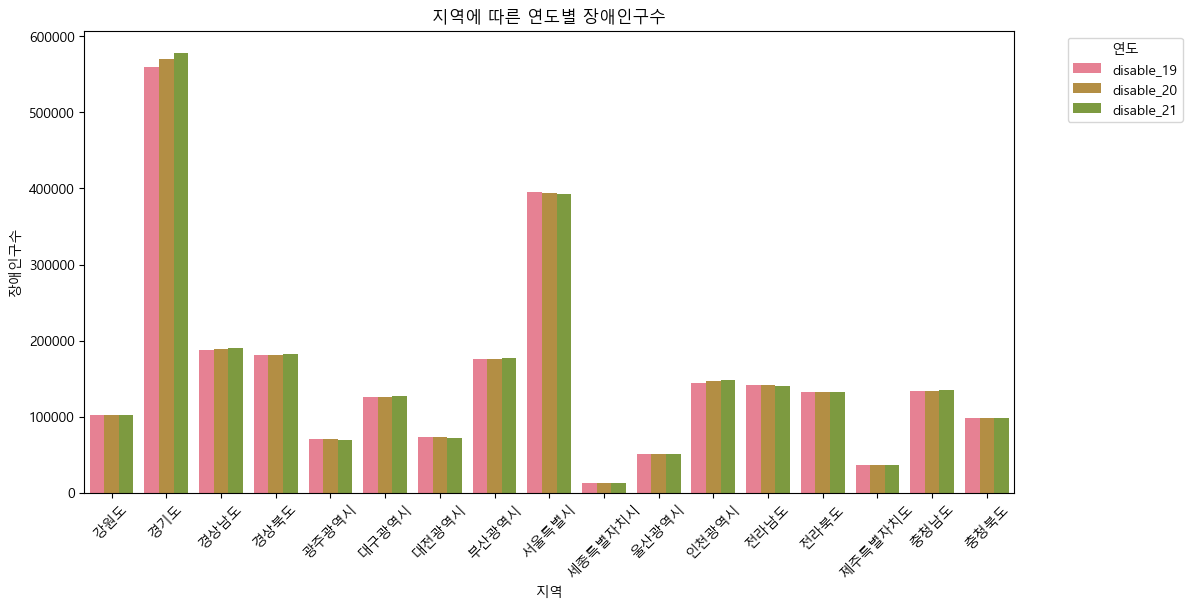 지역에 따른 연도별 장애인구수
600000
500000
400000
300000
200000
100000
0
장애인구수
강원도
경기도
경상남도
경상북도
광주광역시
대구광역시
대전광역시
부산광역시
서울특별시
세종특별자치시
울산광역시
인천광역시
전라남도
전라북도
제주특별자치도
충청남도
충청북도
지역
연도
disable_19
disable_20
disable_21